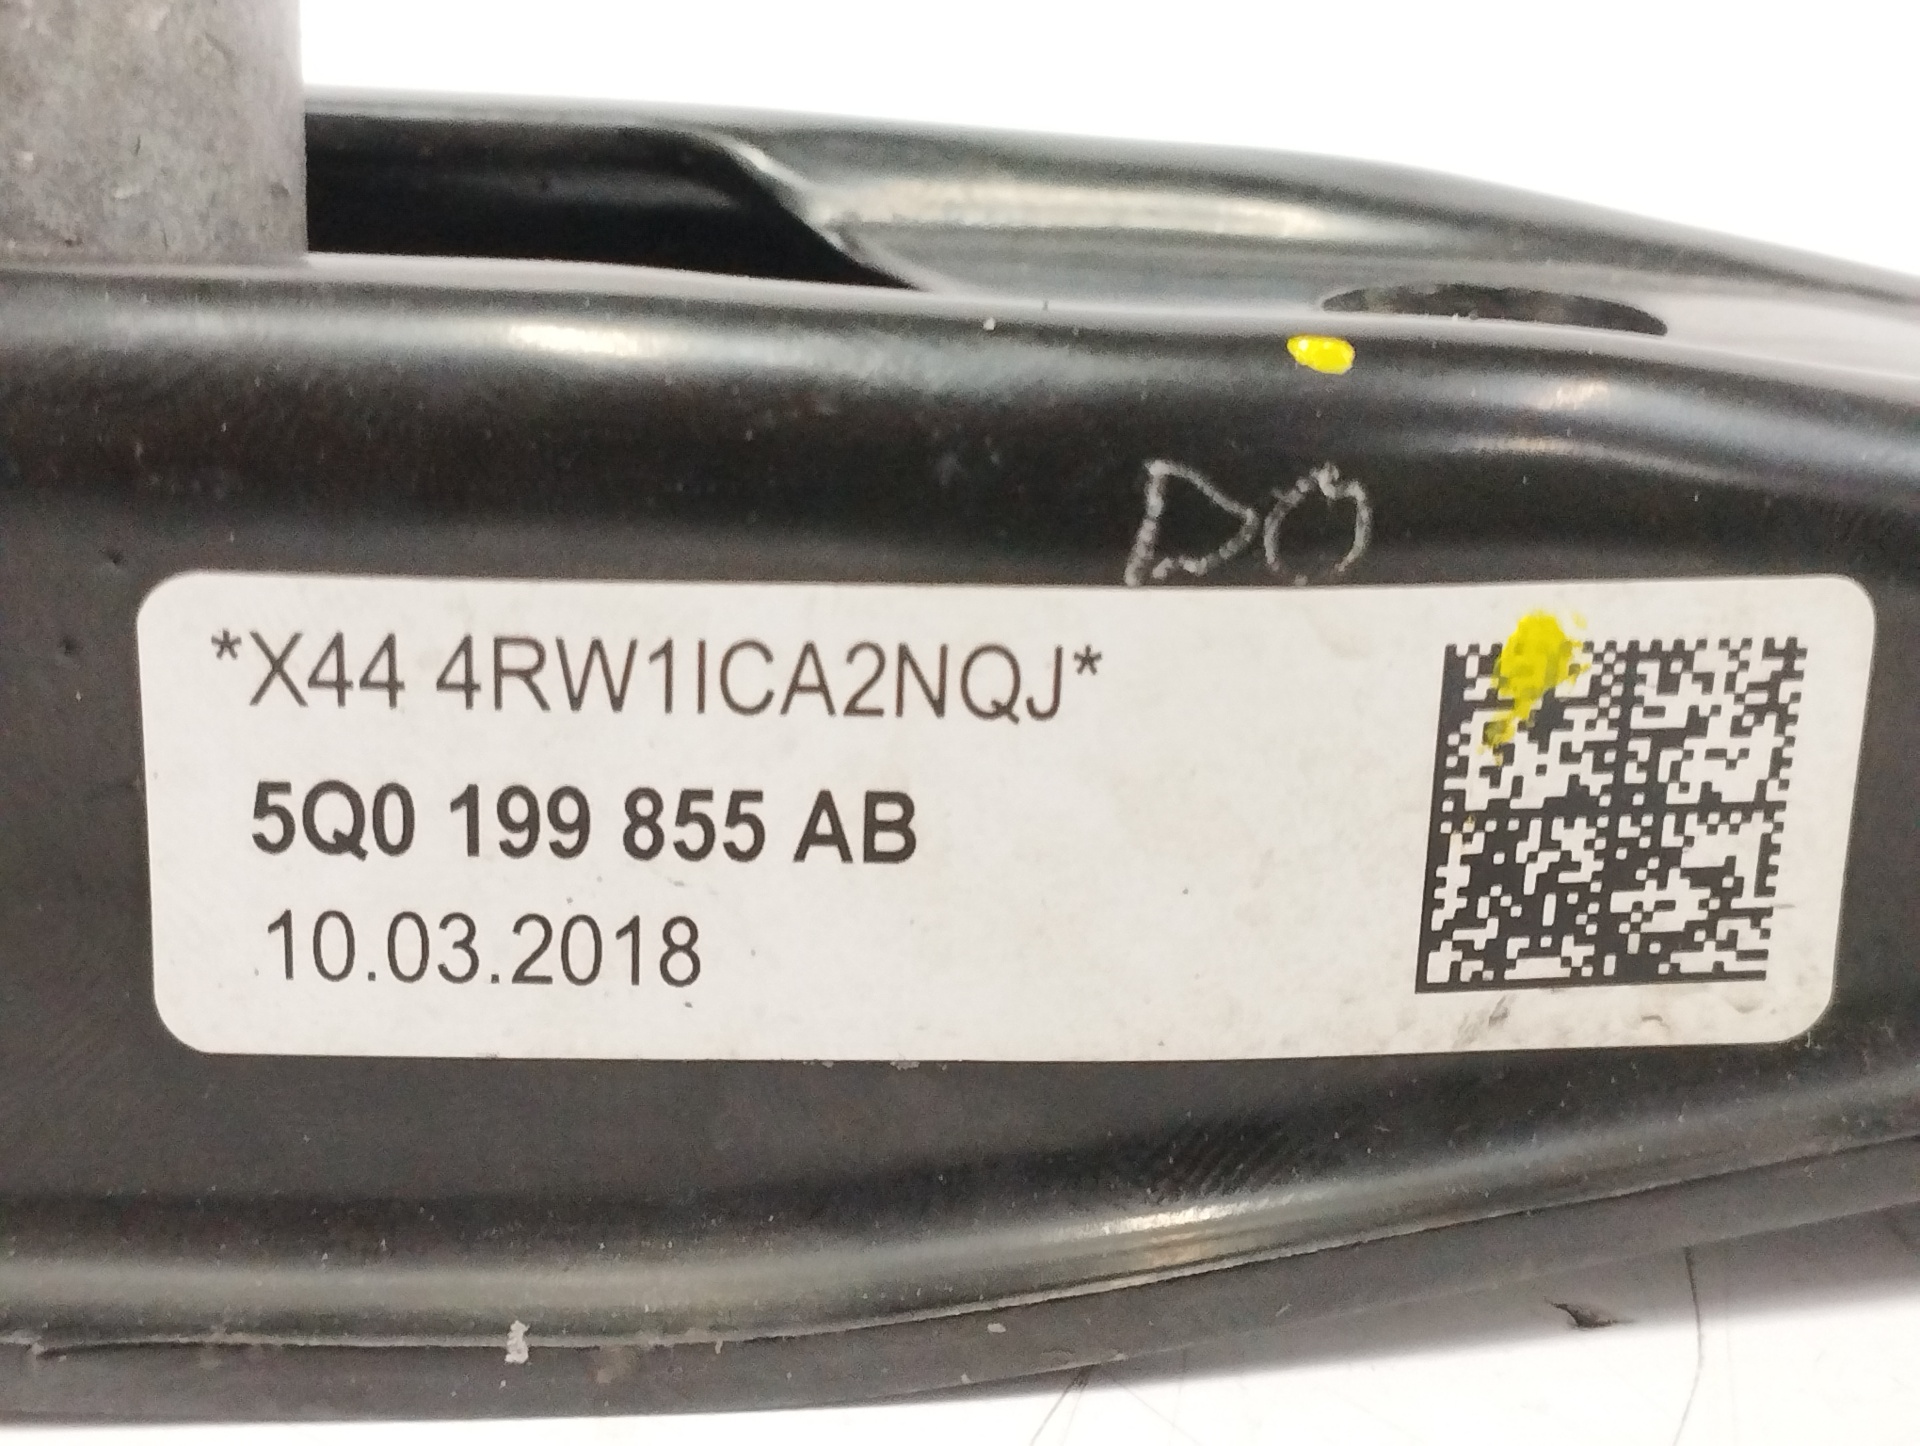 DO
*X44 4RW1ICA2NQJ*
5Q0 199 855 AB
10.03.2018